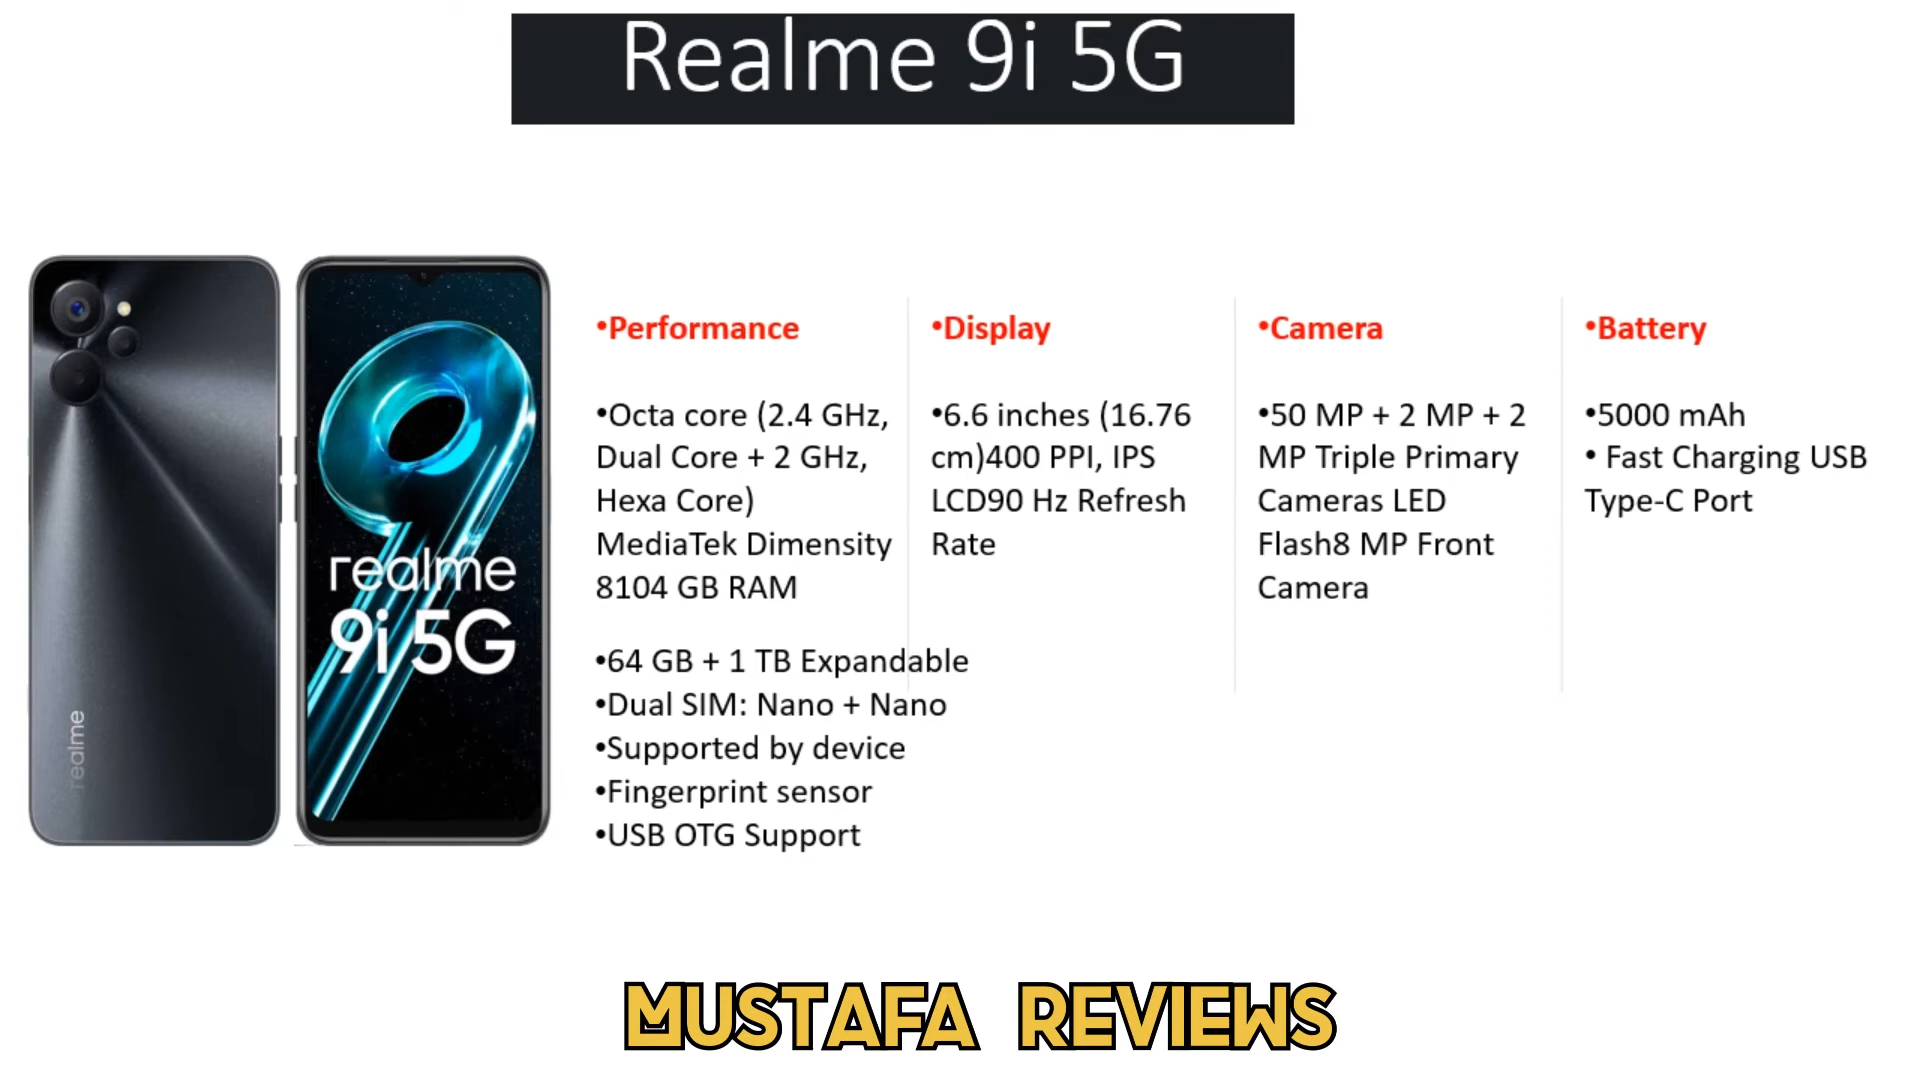 Realme 9i 5G
realme
realme
9i 5G
•Performance
•Octa core (2.4 GHz,
Dual Core + 2 GHz,
Hexa Core)
MediaTek Dimensity
8104 GB RAM
•64 GB + 1 TB Expandable
•Dual SIM: Nano + Nano
•Supported by device
•Fingerprint sensor
•USB OTG Support
•Display
•6.6 inches (16.76
cm)400 PPI, IPS
LCD90 Hz Refresh
Rate
•Camera
•50 MP + 2 MP + 2
MP Triple Primary
Cameras LED
Flash8 MP Front
Camera
•Battery
•5000 mAh
• Fast Charging USB
Type-C Port
MUSTAFA REVIEWS